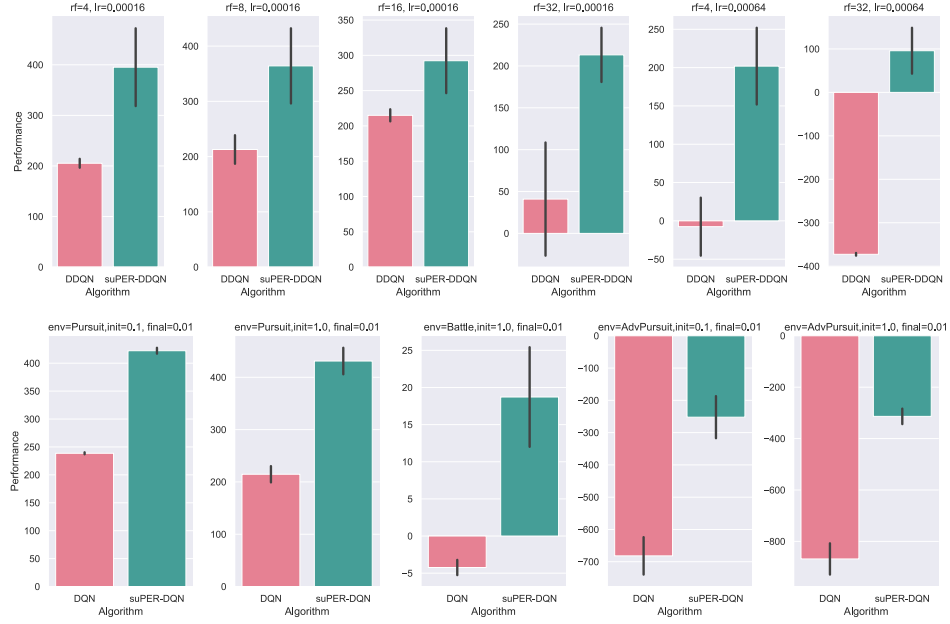 rf=4, lr=0.00016
rf=8, lr=0.00016
rf=16, lr=0.00016
rf=32, lr=0.00016
rf=4, lr=0.00064
rf=32, lr=0.00064
Performance
400
300
200
100
0
DDQN suPER-DDQN
Algorithm
400
300
200
100
0
DDQN suPER-DDQN
Algorithm
350
300
250
200
150
100
50
0
DDQN suPER-DDQN
Algorithm
250
200
150
100
50
0
DDQN suPER-DDQN
Algorithm
250
200
150
100
50
0
−50
DDQN suPER-DDQN
Algorithm
100
0
−100
−200
−300
−400
DDQN suPER-DDQN
Algorithm
env=Pursuit,init=0.1, final=0.01
env=Pursuit,init=1.0, final=0.01
env=Battle,init=1.0, final=0.01
env=AdvPursuit,init=0.1, final=0.01
env=AdvPursuit,init=1.0, final=0.01
Performance
400
350
300
250
200
150
100
50
0
DQN suPER-DQN
Algorithm
400
300
200
100
0
DQN suPER-DQN
Algorithm
25
20
15
10
5
0
−5
DQN suPER-DQN
Algorithm
0
−100
−200
−300
−400
−500
−600
−700
DQN suPER-DQN
Algorithm
0
−200
−400
−600
−800
DQN suPER-DQN
Algorithm